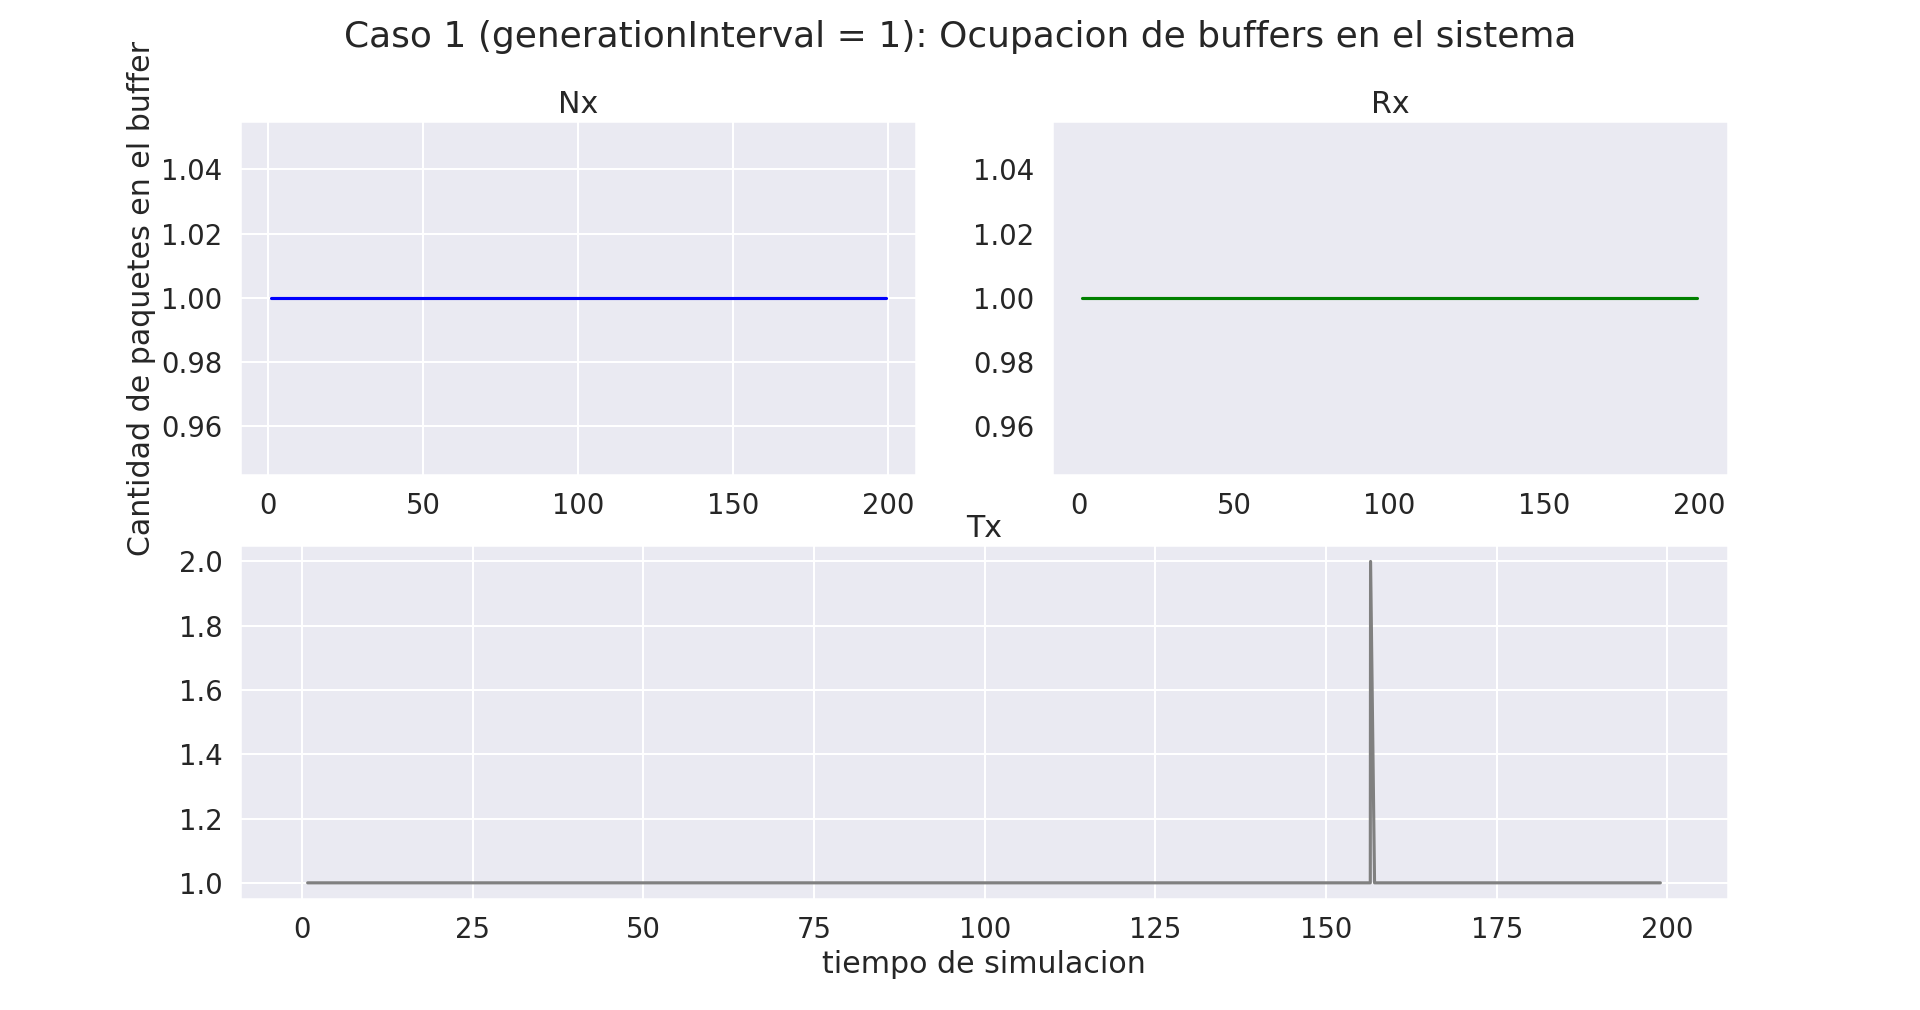 Caso 1 (generationInterval = 1): Ocupacion de buffers en el sistema
Cantidad de paquetes en el buffer
Nx
1.04
1.02
1.00
0.98
0.96
0 50 100 150 200
Rx
1.04
1.02
1.00
0.98
0.96
0 50 100 150 200
Tx
2.0
1.8
1.6
1.4
1.2
1.0
0 25 50 75 100 125 150 175 200
tiempo de simulacion